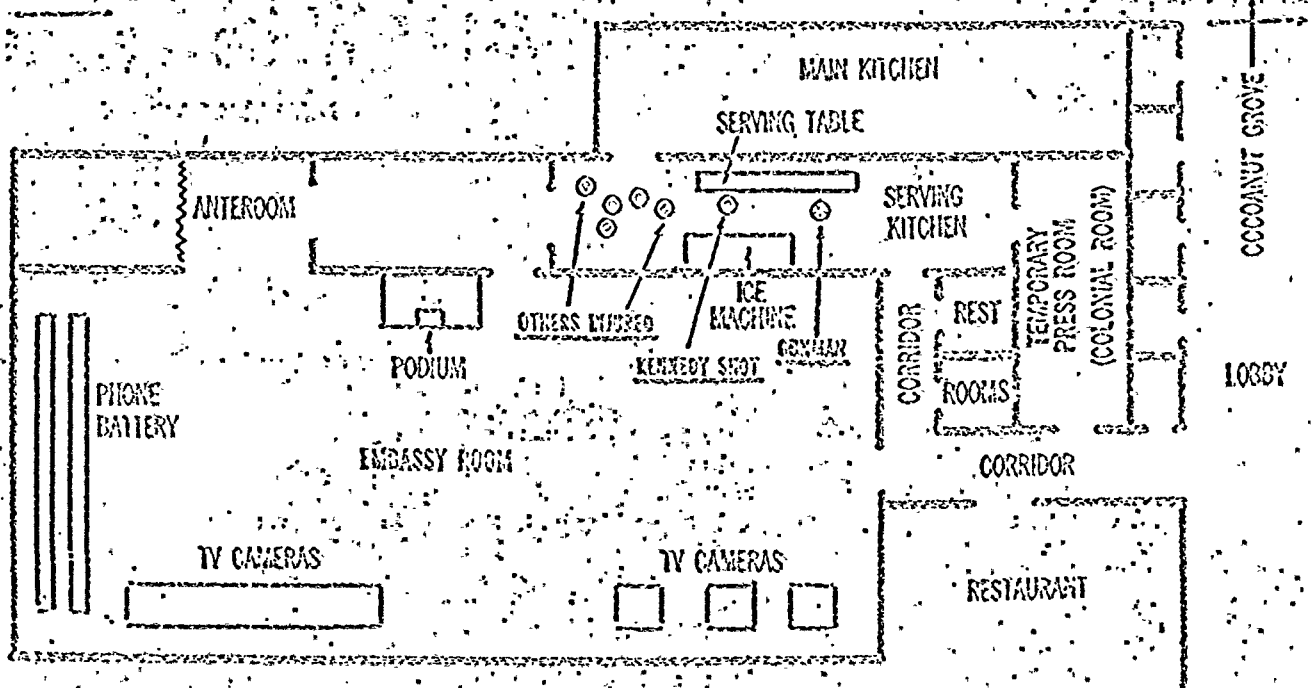 MAIN KITCHEN
SERVING TABLE
COCOANUT GROVE
ANTEROOM
SERVING
KITCHEN
TEMPORARY
PRESS ROOM
(COLONIAL ROOM)
OTHERS INJURED
ICE
MACHINE
KENNEDY SHOT
GUNMAN
CORRIDOR
REST
ROOMS
PODIUM
PHONE
BATTERY
LOBBY
EMBASSY ROOM
CORRIDOR
TV CAMERAS
TV CAMERAS
RESTAURANT